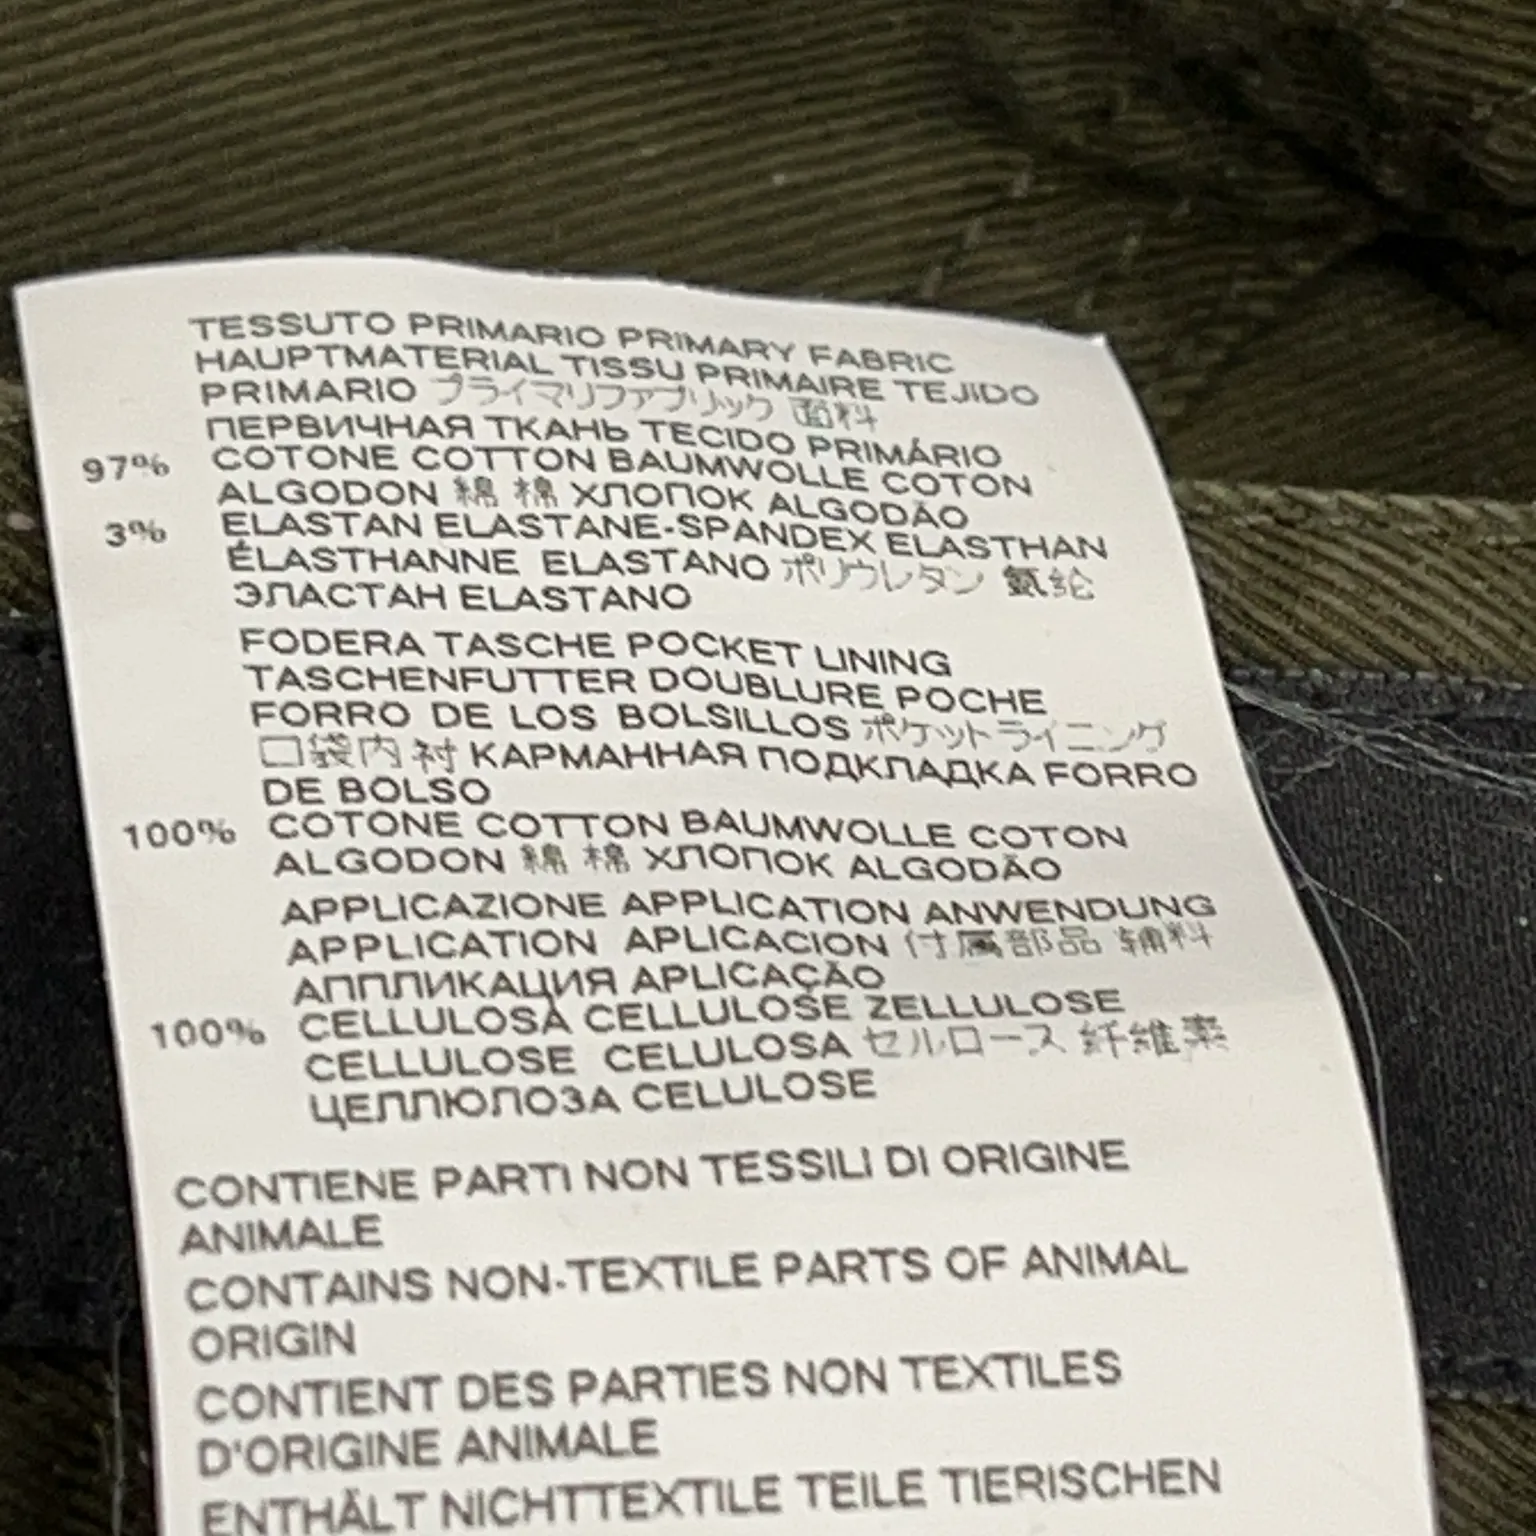 TESSUTO PRIMARIO PRIMARY FABRIC
HAUPTMATERIAL TISSU PRIMAIRE TEJIDO
PRIMARIO プライマリファブリック 面料
ПЕРВИЧНАЯ ТКАНЬ TECIDO PRIMÁRIO
97% COTONE COTTON BAUMWOLLE COTON
ALGODON 綿 棉 ХЛОПОК ALGODÃO
3% ELASTAN ELASTANE-SPANDEX ELASTHAN
ÉLASTHANNE ELASTANO ポリウレタン 氨纶
ЭЛАСТАН ELASTANO
FODERA TASCHE POCKET LINING
TASCHENFUTTER DOUBLURE POCHE
FORRO DE LOS BOLSILLOS ポケットライニング
口袋内衬 КАРМАННАЯ ПОДКЛАДКА FORRO
DE BOLSO
100% COTONE COTTON BAUMWOLLE COTON
ALGODON 綿 棉 ХЛОПОК ALGODÃO
APPLICAZIONE APPLICATION ANWENDUNG
APPLICATION APLICACION 付属部品 辅料
АППЛИКАЦИЯ APLICAÇÃO
100% CELLULOSA CELLULOSE ZELLULOSE
CELLULOSE CELULOSA セルロース 纤维素
ЦЕЛЛЮЛОЗА CELULOSE
CONTIENE PARTI NON TESSILI DI ORIGINE
ANIMALE
CONTAINS NON-TEXTILE PARTS OF ANIMAL
ORIGIN
CONTIENT DES PARTIES NON TEXTILES
D'ORIGINE ANIMALE
ENTHÄLT NICHTTEXTILE TEILE TIERISCHEN